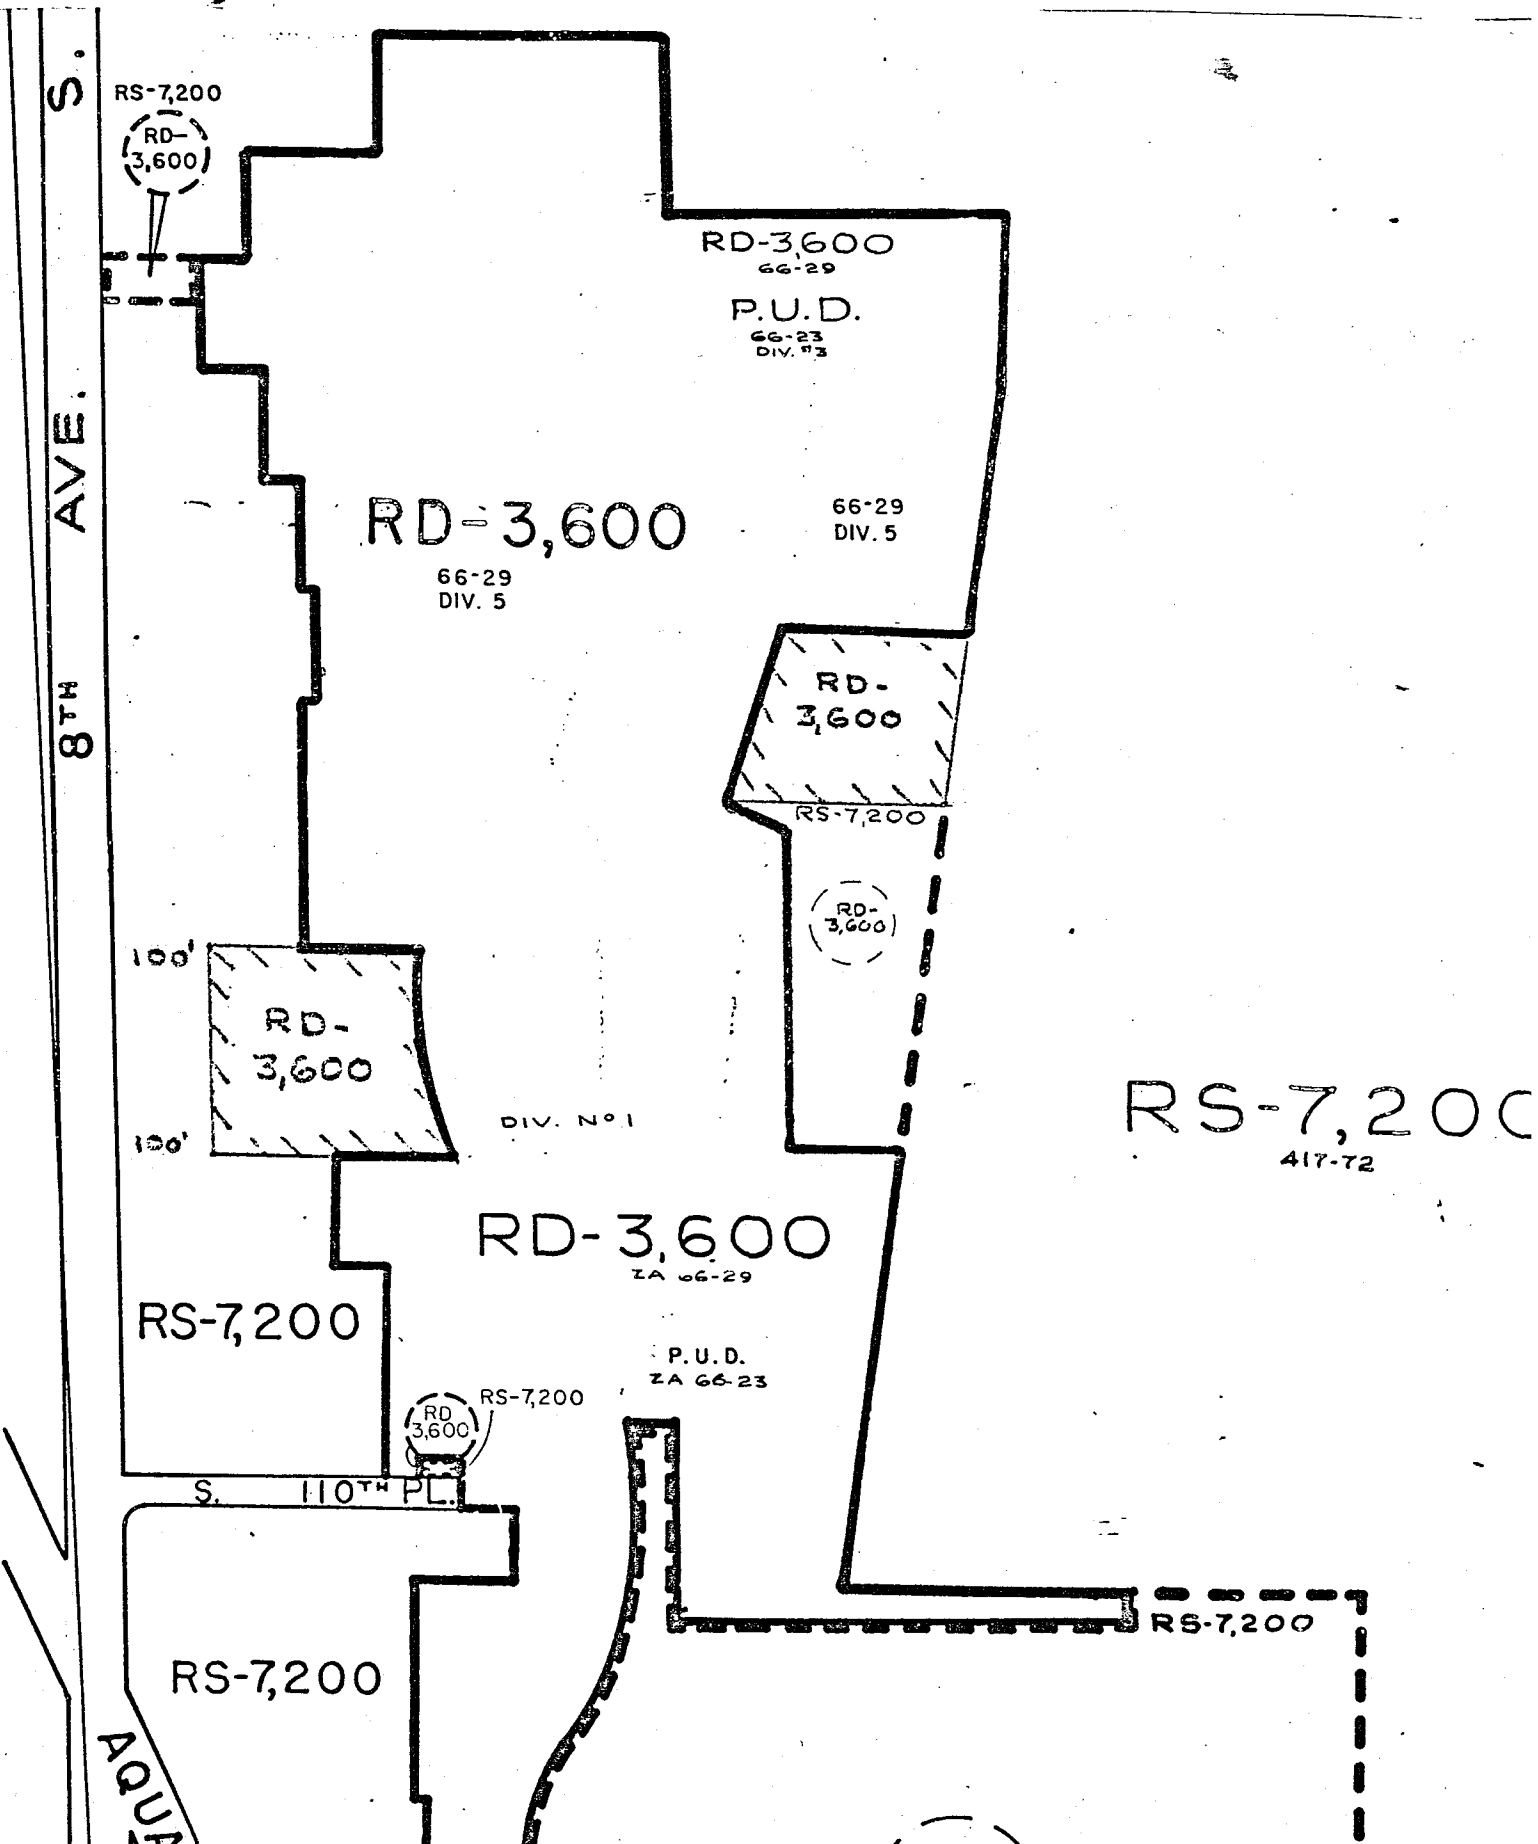 8TH AVE. S.
RS-7,200
RD-
3,600
RD-3,600
66-29
P.U.D.
66-23
DIV. #3
RD-3,600
66-29
DIV. 5
66-29
DIV. 5
RD-
3,600
RS-7,200
RD-
3,600
100'
RD-
3,600
100'
DIV. No 1
RS-7,200
417-72
RD-3,600
ZA 66-29
RS-7,200
P.U.D.
ZA 66-23
RD
3,600
RS-7,200
S. 110TH PL.
RS-7,200
RS-7,200